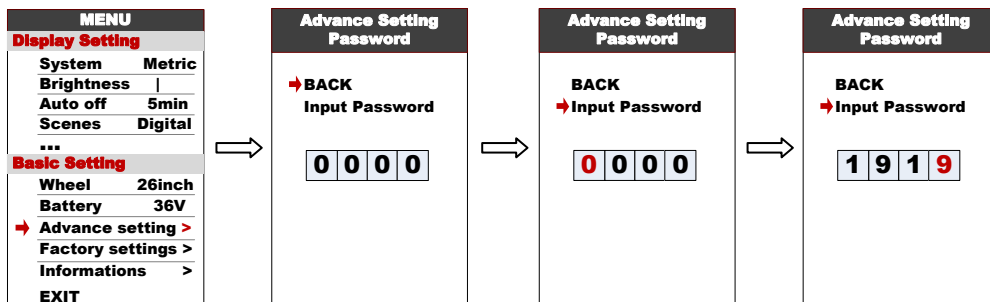 MENU
Display Setting
System Metric
Brightness |
Auto off 5min
Scenes Digital
...
Basic Setting
Wheel 26inch
Battery 36V
Advance setting >
Factory settings >
Informations >
EXIT
Advance Setting
Password
BACK
Input Password
0 0 0 0
Advance Setting
Password
BACK
Input Password
0 0 0 0
Advance Setting
Password
BACK
Input Password
1 9 1 9